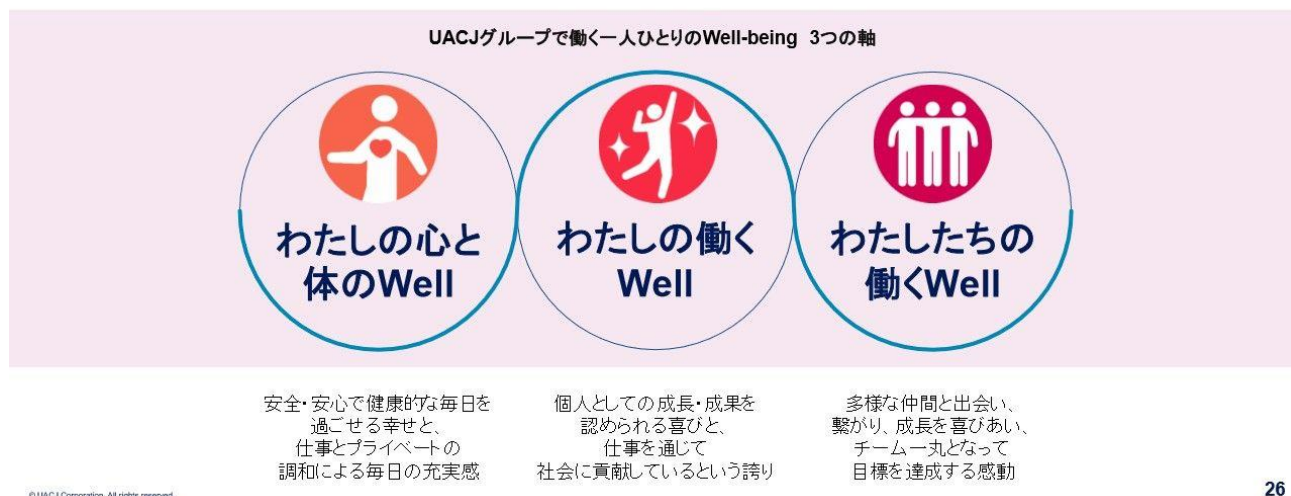 UACJグループで働く一人ひとりのWell-being 3つの軸
わたしの心と
体のWell
わたしの働く
Well
わたしたちの
働くWell
安全・安心で健康的な毎日を
過ごせる幸せと、
仕事とプライベートの
調和による毎日の充実感
個人としての成長・成果を
認められる喜びと、
仕事を通じて
社会に貢献しているという誇り
多様な仲間と出会い、
繋がり、成長を喜びあい、
チーム一丸となって
目標を達成する感動
©UACJ Corporation. All rights reserved.
26